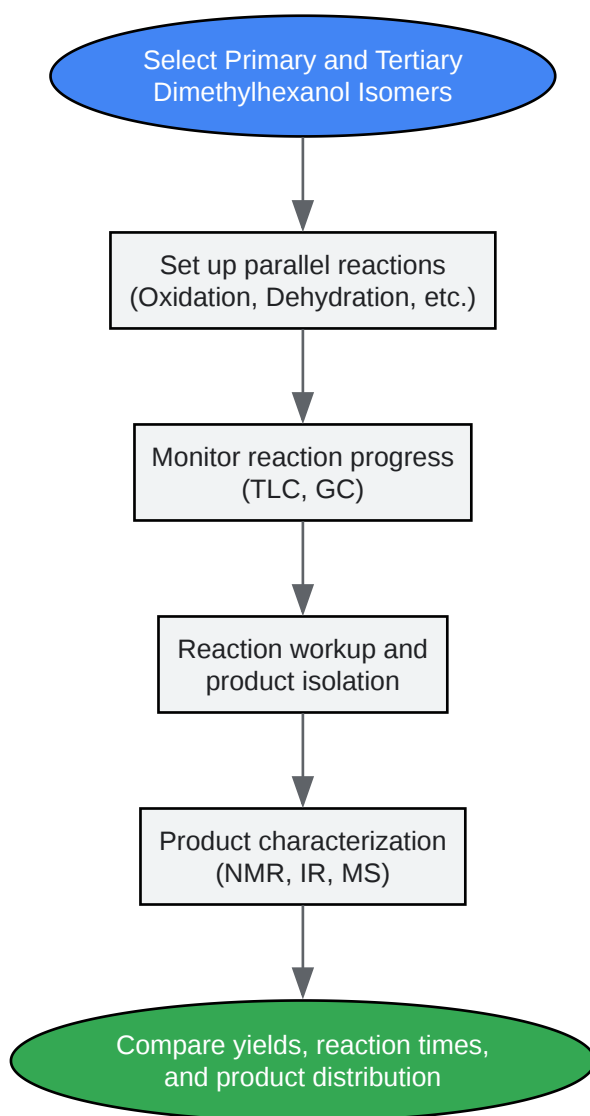 Select Primary and Tertiary
Dimethylhexanol Isomers
Set up parallel reactions
(Oxidation, Dehydration, etc.)
Monitor reaction progress
(TLC, GC)
Reaction workup and
product isolation
Product characterization
(NMR, IR, MS)
Compare yields, reaction times,
and product distribution